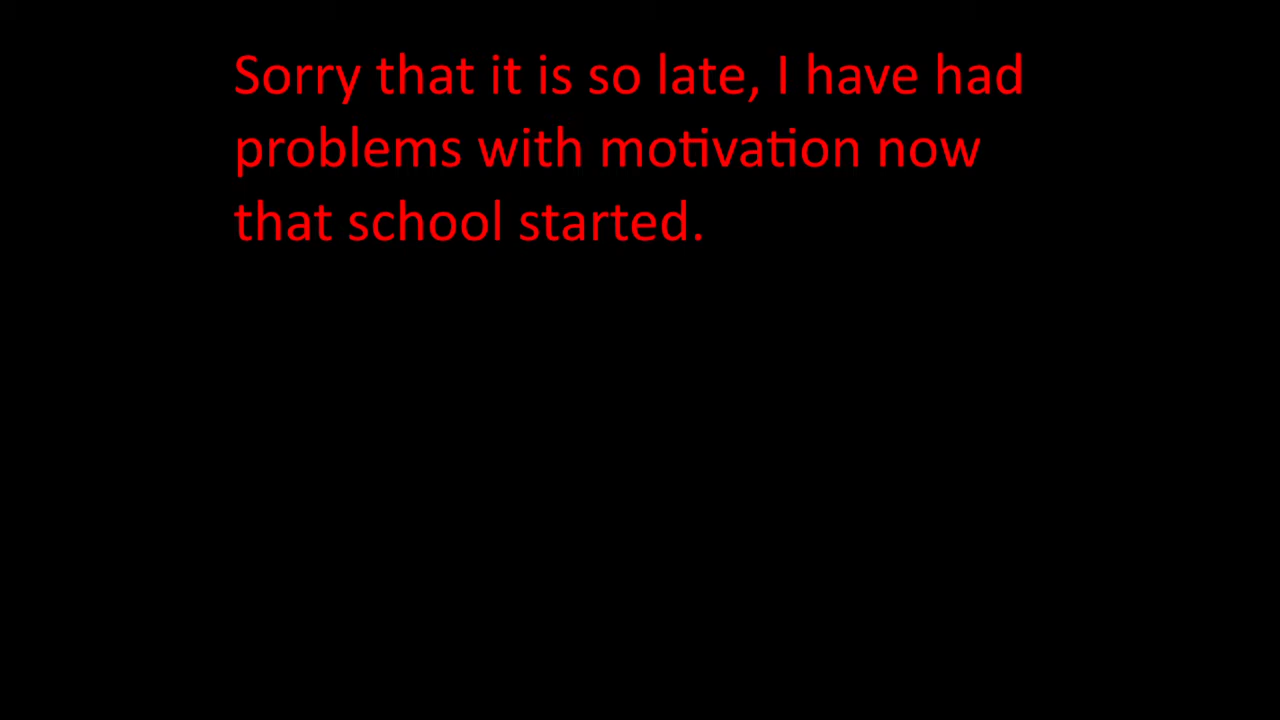 Sorry that it is so late, I have had
problems with motivation now
that school started.